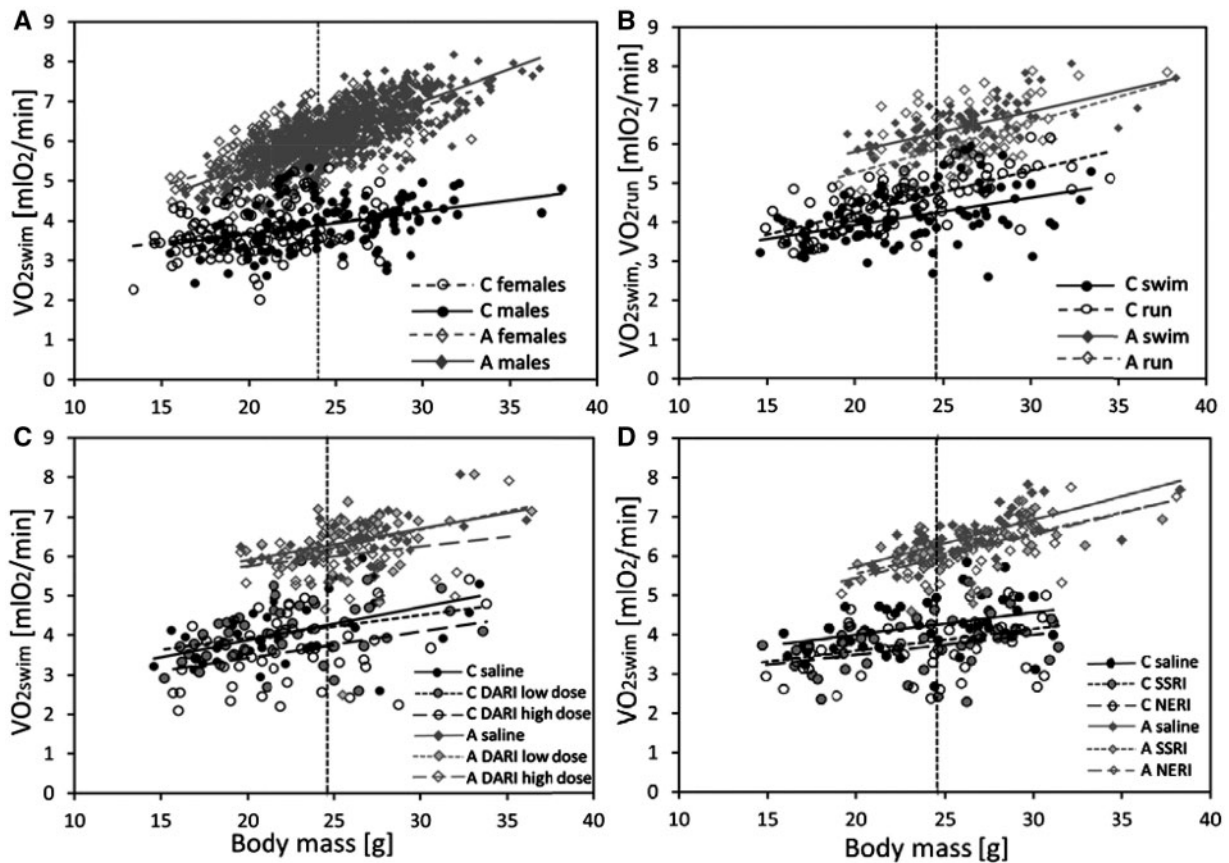 A
9
8
7
6
5
4
3
2
1
0
VO2swim [mlO2/min]
C females
C males
A females
A males
10 15 20 25 30 35 40
B
9
8
7
6
5
4
3
2
1
0
VO2swim, VO2run [mlO2/min]
C swim
C run
A swim
A run
10 15 20 25 30 35 40
C
9
8
7
6
5
4
3
2
1
0
VO2swim [mlO2/min]
C saline
C DARI low dose
C DARI high dose
A saline
A DARI low dose
A DARI high dose
10 15 20 25 30 35 40
Body mass [g]
D
9
8
7
6
5
4
3
2
1
0
VO2swim [mlO2/min]
C saline
C SSRI
C NERI
A saline
A SSRI
A NERI
10 15 20 25 30 35 40
Body mass [g]